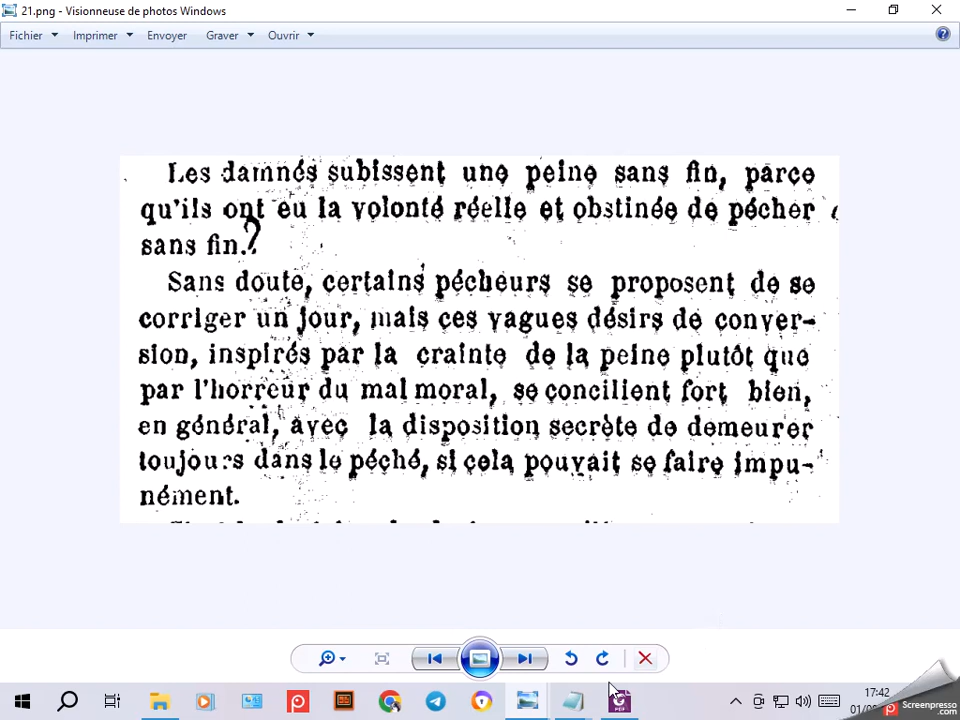 21.png - Visionneuse de photos Windows
Fichier Imprimer Envoyer Graver Ouvrir
Les damnés subissent une peine sans fin, parce
qu'ils ont eu la volonté réelle et obstinée de pécher
sans fin.?
Sans doute, certains pécheurs se proposent de se
corriger un jour, mais ces vagues désirs de conver-
sion, inspirés par la crainte de la peine plutôt que
par l'horreur du mal moral, se concilient fort bien,
en général, avec la disposition secrète de demeurer
toujours dans le péché, si cela pouvait se faire impu-
nément.
17:42
Screenpresso
.com